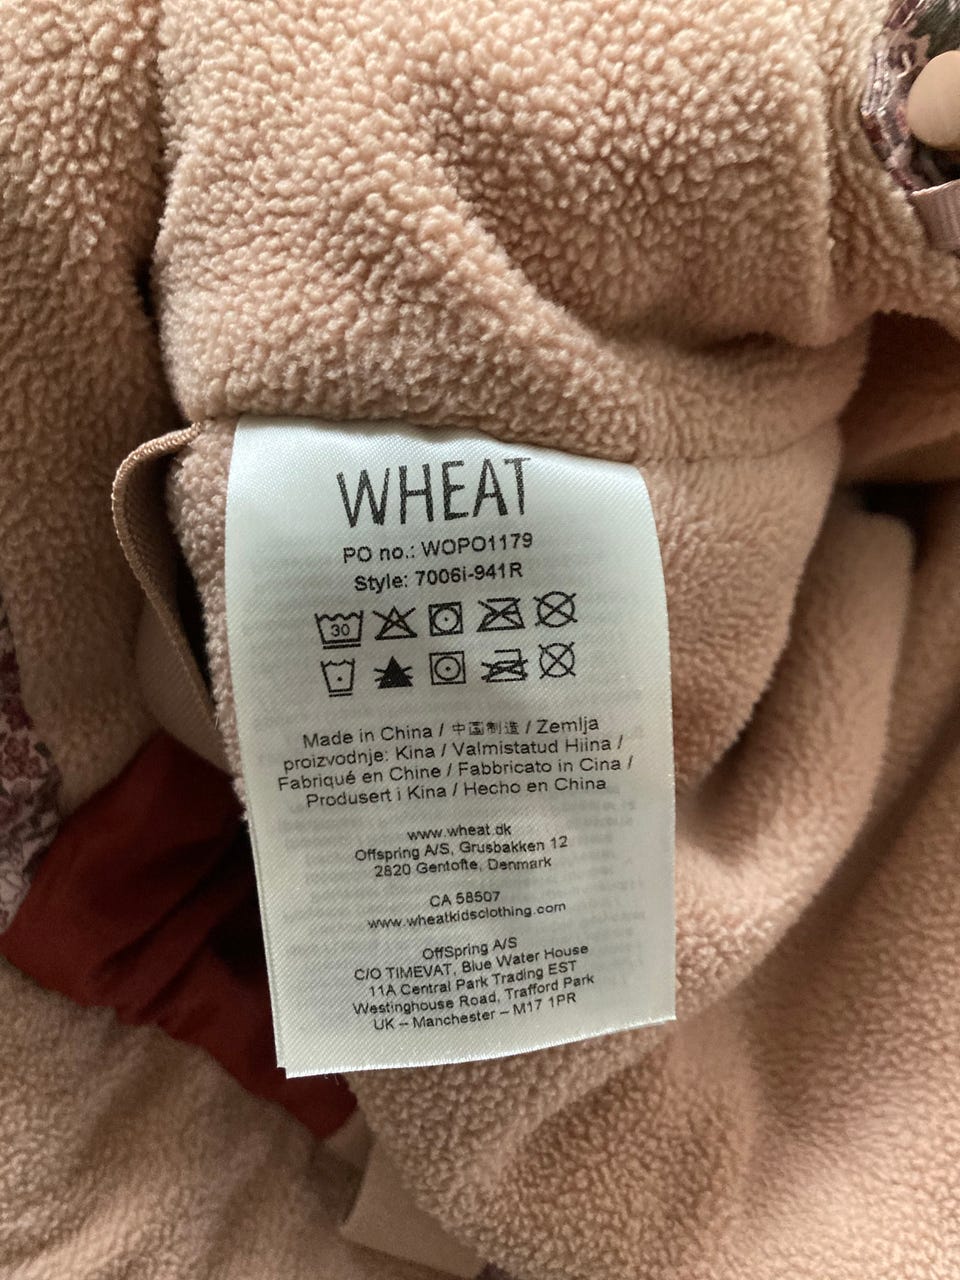 WHEAT
PO no.: WOPO1179
Style: 7006i-941R
30
Made in China / 中国制造 / Zemlja
proizvodnje: Kina / Valmistatud Hiina /
Fabriqué en Chine / Fabbricato in Cina /
Produsert i Kina / Hecho en China
www.wheat.dk
Offspring A/S, Grusbakken 12
2820 Gentofte, Denmark
CA 58507
www.wheatkidsclothing.com
OffSpring A/S
C/O TIMEVAT, Blue Water House
11A Central Park Trading EST
Westinghouse Road, Trafford Park
UK – Manchester – M17 1PR